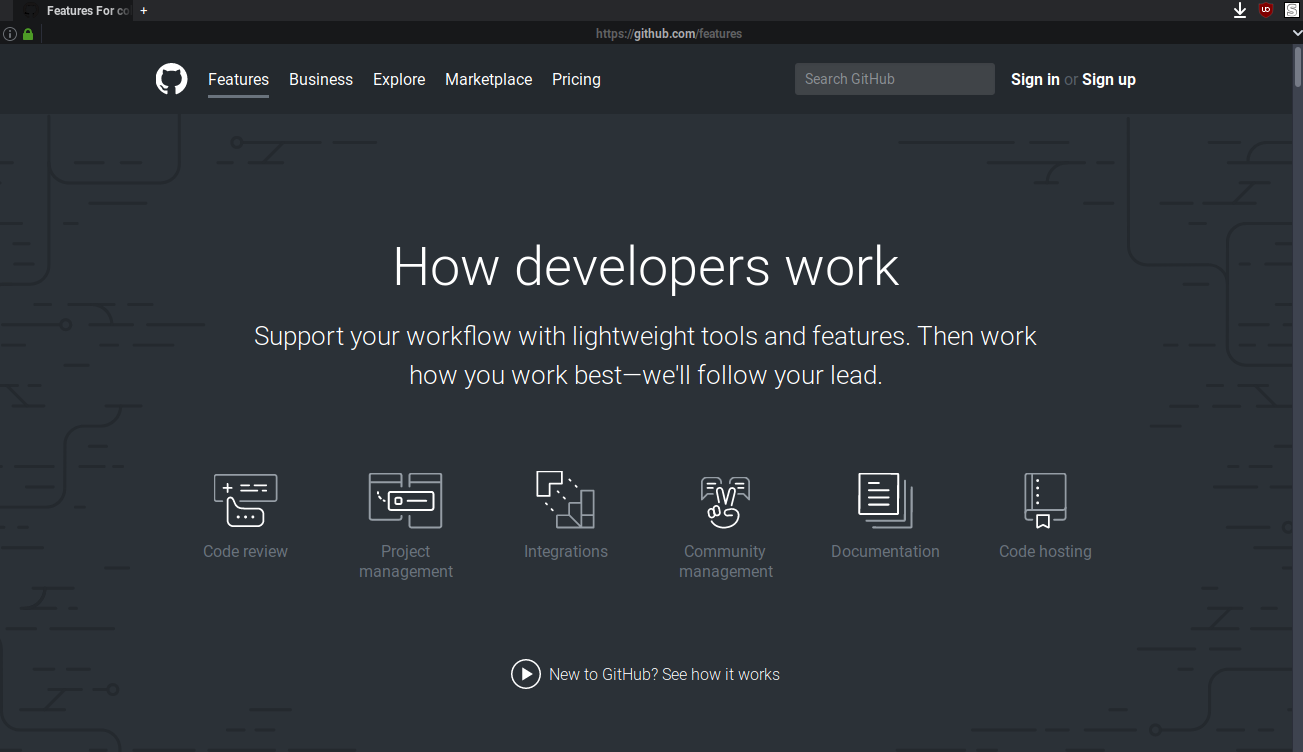 Features For co
+
https://github.com/features
Features Business Explore Marketplace Pricing Search GitHub Sign in or Sign up
How developers work
Support your workflow with lightweight tools and features. Then work
how you work best—we'll follow your lead.
Code review
Project
management
Integrations
Community
management
Documentation
Code hosting
New to GitHub? See how it works